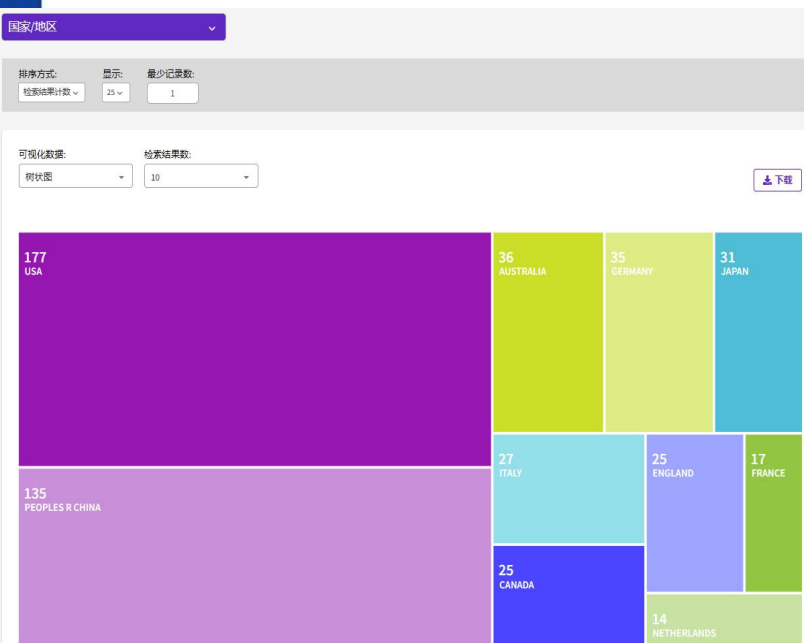 国家/地区
排序方式: 显示: 最少记录数:
检索结果计数 25 1
可视化数据: 检索结果数:
树状图 10 下载
177
USA
36
AUSTRALIA
35
GERMANY
31
JAPAN
27
ITALY
25
ENGLAND
17
FRANCE
135
PEOPLES R CHINA
25
CANADA
14
NETHERLANDS